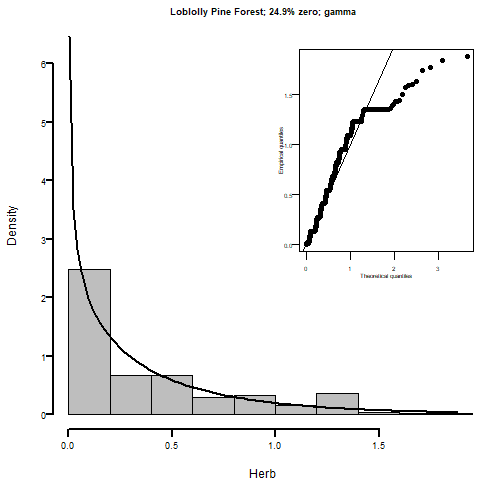 Loblolly Pine Forest; 24.9% zero; gamma
Density
6
5
4
3
2
1
0
0.0 0.5 1.0 1.5
Herb
Empirical quantiles
1.5
1.0
0.5
0.0
0 1 2 3
Theoretical quantiles